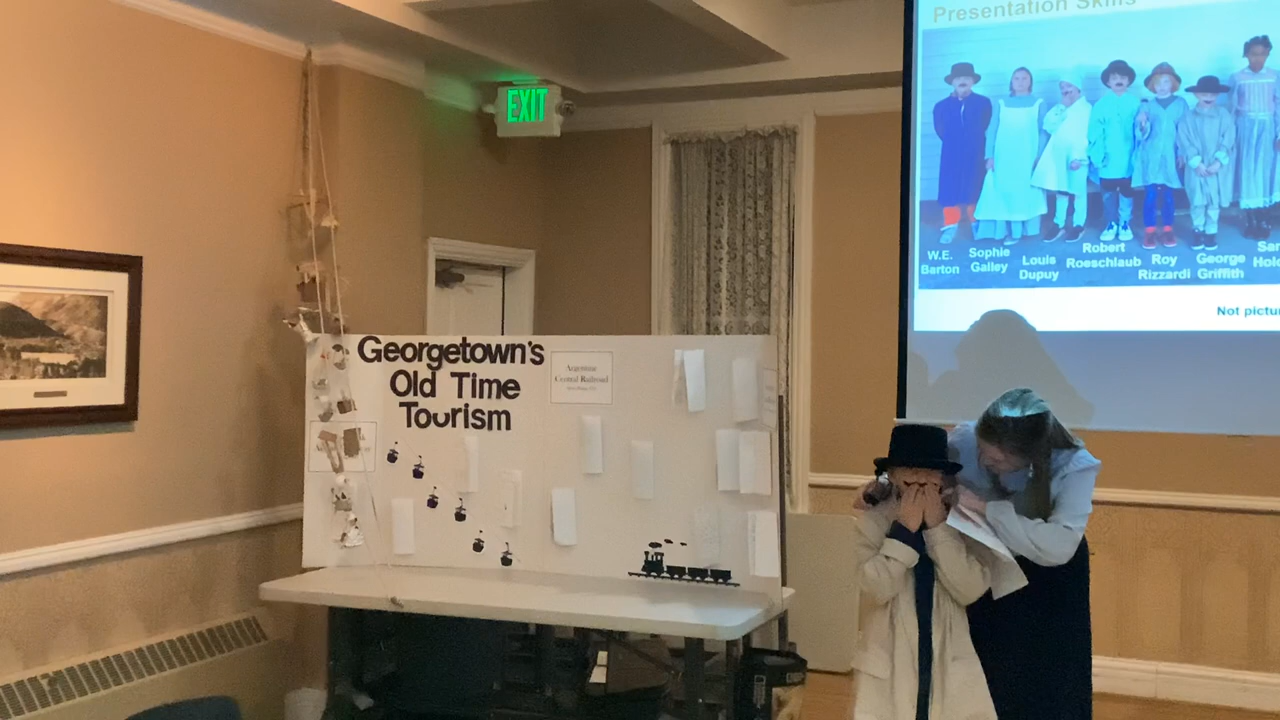 Presentation Skills
EXIT
W.E.
Barton
Sophie
Galley
Louis
Dupuy
Robert
Roeschlaub
Roy
Rizzardi
George
Griffith
Not pictu
Georgetown's
Old Time
Tourism
Argentine
Central Railroad